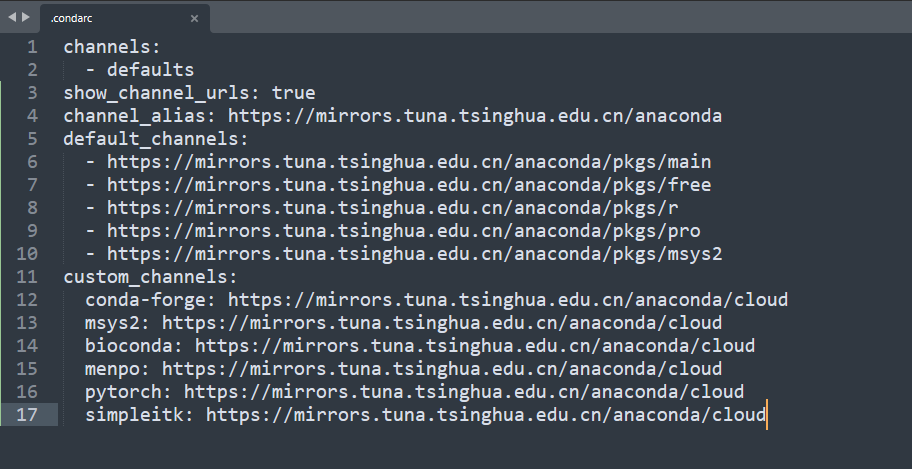 .condarc
1 channels:
2   - defaults
3 show_channel_urls: true
4 channel_alias: https://mirrors.tuna.tsinghua.edu.cn/anaconda
5 default_channels:
6   - https://mirrors.tuna.tsinghua.edu.cn/anaconda/pkgs/main
7   - https://mirrors.tuna.tsinghua.edu.cn/anaconda/pkgs/free
8   - https://mirrors.tuna.tsinghua.edu.cn/anaconda/pkgs/r
9   - https://mirrors.tuna.tsinghua.edu.cn/anaconda/pkgs/pro
10   - https://mirrors.tuna.tsinghua.edu.cn/anaconda/pkgs/msys2
11 custom_channels:
12   conda-forge: https://mirrors.tuna.tsinghua.edu.cn/anaconda/cloud
13   msys2: https://mirrors.tuna.tsinghua.edu.cn/anaconda/cloud
14   bioconda: https://mirrors.tuna.tsinghua.edu.cn/anaconda/cloud
15   menpo: https://mirrors.tuna.tsinghua.edu.cn/anaconda/cloud
16   pytorch: https://mirrors.tuna.tsinghua.edu.cn/anaconda/cloud
17   simpleitk: https://mirrors.tuna.tsinghua.edu.cn/anaconda/cloud